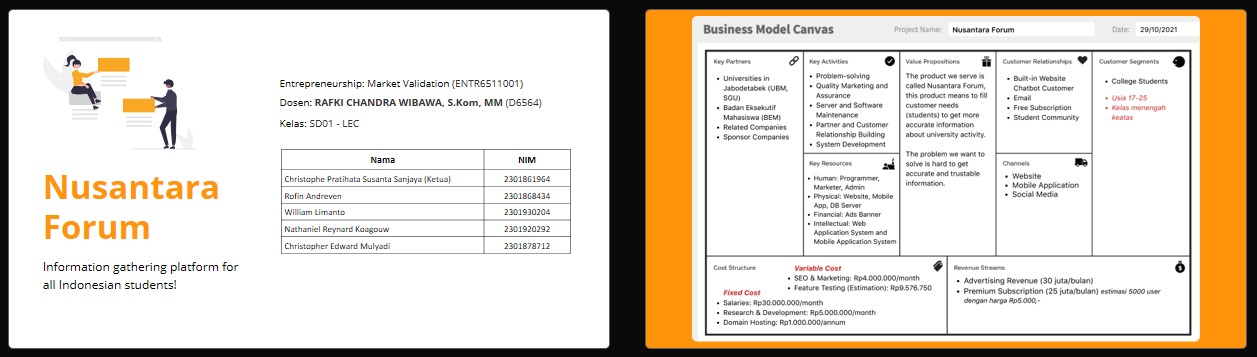 Nusantara
Forum
Information gathering platform for
all Indonesian students!
Entrepreneurship: Market Validation (ENTR6511001)
Dosen: RAFKI CHANDRA WIBAWA, S.Kom, MM (D6564)
Kelas: SD01 - LEC
Nama NIM
Christophe Pratihata Susanta Sanjaya (Ketua) 2301861964
Rofin Andreven 2301868434
William Limanto 2301930204
Nathaniel Reynard Koagouw 2301920292
Christopher Edward Mulyadi 2301878712
Business Model Canvas
Project Name: Nusantara Forum
Date: 29/10/2021
Key Partners
• Universities in
Jabodetabek (UBM,
SGU)
• Badan Eksekutif
Mahasiswa (BEM)
• Related Companies
• Sponsor Companies
Key Activities
• Problem-solving
• Quality Marketing and
Assurance
• Server and Software
Maintenance
• Partner and Customer
Relationship Building
• System Development
Key Resources
• Human: Programmer,
Marketer, Admin
• Physical: Website, Mobile
App, DB Server
• Financial: Ads Banner
• Intellectual: Web
Application System and
Mobile Application System
Value Propositions
The product we serve is
called Nusantara Forum,
this product means to fill
customer needs
(students) to get more
accurate information
about university activity.
The problem we want to
solve is hard to get
accurate and trustable
information.
Customer Relationships
• Built-in Website
Chatbot Customer
• Email
• Free Subscription
• Student Community
Channels
• Website
• Mobile Application
• Social Media
Customer Segments
• College Students
• Usia 17-25
• Kelas menengah
keatas
Cost Structure
Variable Cost
• SEO & Marketing: Rp4.000.000/month
• Feature Testing (Estimation): Rp9.576.750
Fixed Cost
• Salaries: Rp30.000.000/month
• Research & Development: Rp5.000.000/month
• Domain Hosting: Rp1.000.000/annum
Revenue Streams
• Advertising Revenue (30 juta/bulan)
• Premium Subscription (25 juta/bulan) estimasi 5000 user
dengan harga Rp5.000,-